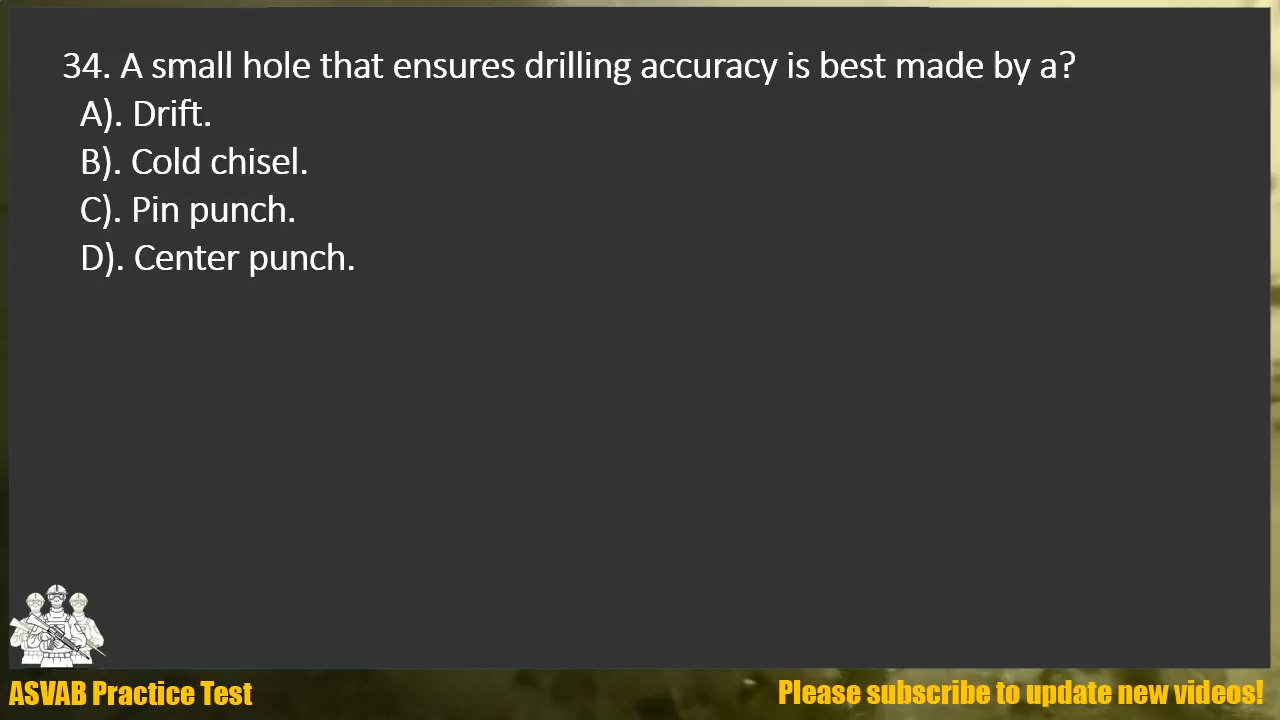 34. A small hole that ensures drilling accuracy is best made by a?
A). Drift.
B). Cold chisel.
C). Pin punch.
D). Center punch.
ASVAB Practice Test
Please subscribe to update new videos!